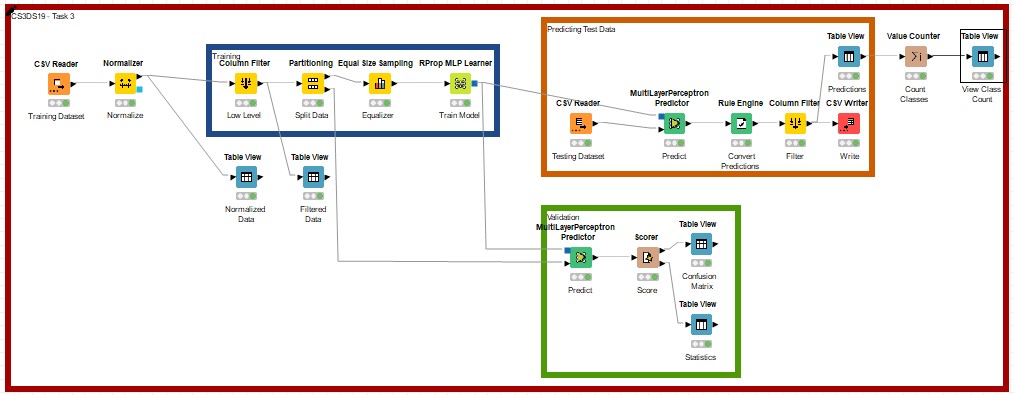 CS3DS19 - Task 3
Training
Predicting Test Data
Validation
CSV Reader
Training Dataset
Normalizer
Normalize
Column Filter
Low Level
Partitioning
Split Data
Equal Size Sampling
Equalizer
RProp MLP Learner
Train Model
Table View
Normalized
Data
Table View
Filtered
Data
CSV Reader
Testing Dataset
MultiLayerPerceptron
Predictor
Predict
Rule Engine
Convert
Predictions
Column Filter
Filter
CSV Writer
Write
Table View
Predictions
Value Counter
Count
Classes
Table View
View Class
Count
MultiLayerPerceptron
Predictor
Predict
Scorer
Score
Table View
Confusion
Matrix
Table View
Statistics